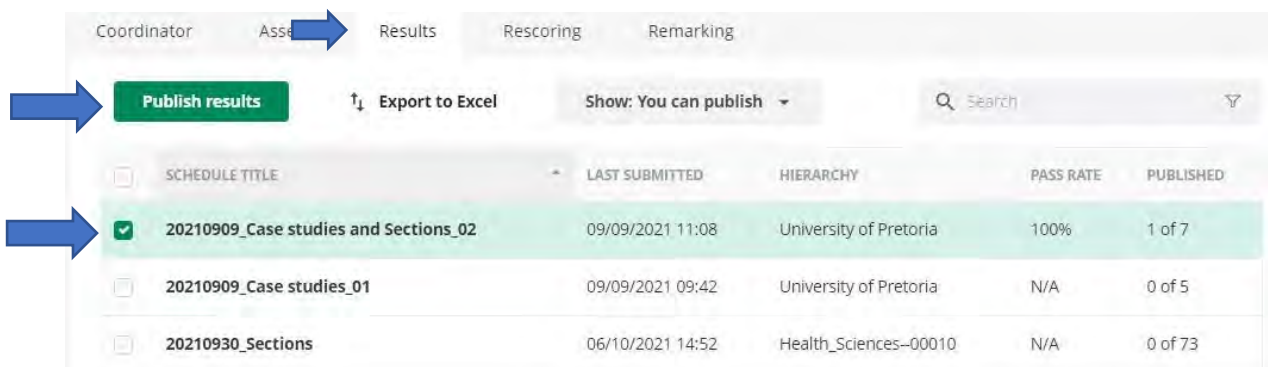 Coordinator Asse Results Rescoring Remarking
Publish results Export to Excel Show: You can publish Search
SCHEDULE TITLE LAST SUBMITTED HIERARCHY PASS RATE PUBLISHED
20210909_Case studies and Sections_02 09/09/2021 11:08 University of Pretoria 100% 1 of 7
20210909_Case studies_01 09/09/2021 09:42 University of Pretoria N/A 0 of 5
20210930_Sections 06/10/2021 14:52 Health_Sciences--00010 N/A 0 of 73